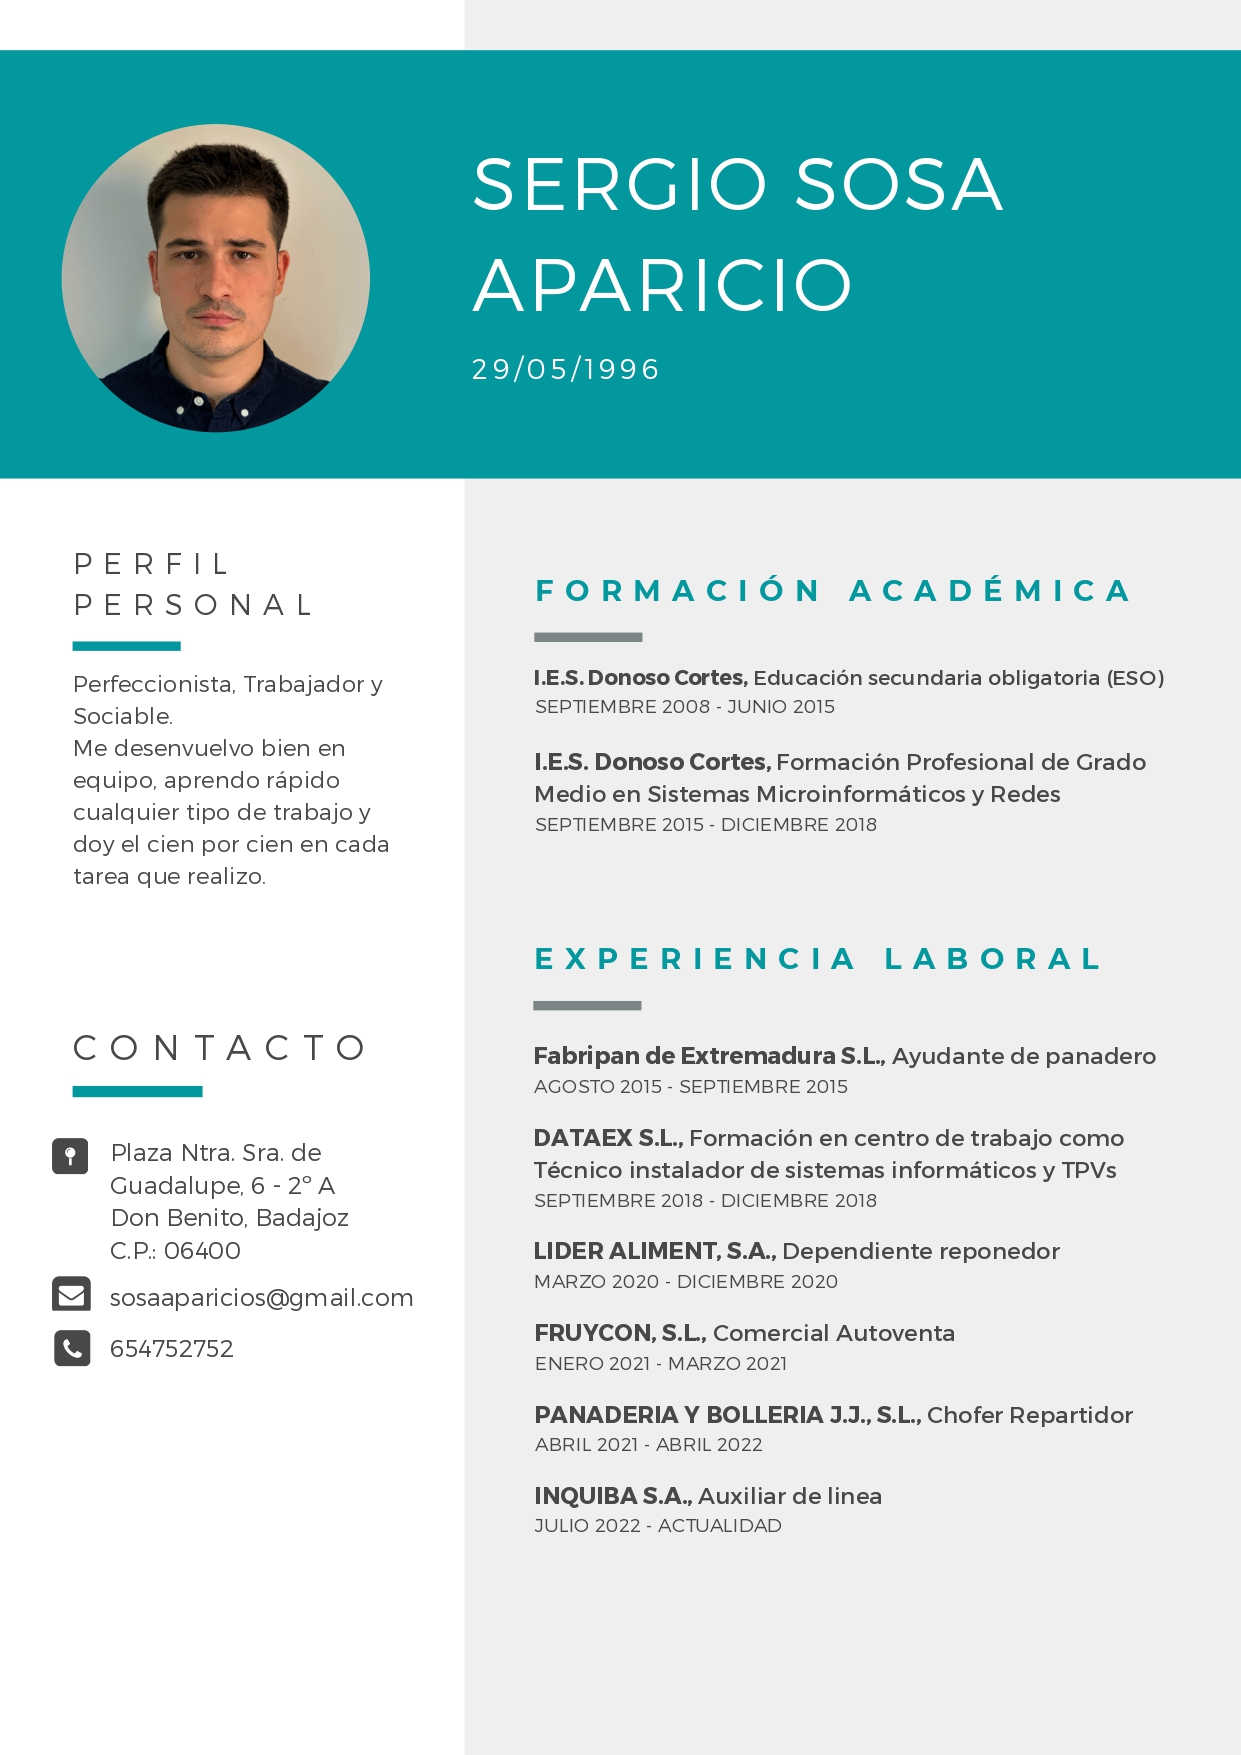 SERGIO SOSA
APARICIO
29/05/1996
PERFIL
PERSONAL
Perfeccionista, Trabajador y
Sociable.
Me desenvuelvo bien en
equipo, aprendo rápido
cualquier tipo de trabajo y
doy el cien por cien en cada
tarea que realizo.
CONTACTO
Plaza Ntra. Sra. de
Guadalupe, 6 - 2º A
Don Benito, Badajoz
C.P.: 06400
sosaaparicios@gmail.com
654752752
FORMACIÓN ACADÉMICA
I.E.S. Donoso Cortes, Educación secundaria obligatoria (ESO)
SEPTIEMBRE 2008 - JUNIO 2015
I.E.S. Donoso Cortes, Formación Profesional de Grado
Medio en Sistemas Microinformáticos y Redes
SEPTIEMBRE 2015 - DICIEMBRE 2018
EXPERIENCIA LABORAL
Fabripan de Extremadura S.L., Ayudante de panadero
AGOSTO 2015 - SEPTIEMBRE 2015
DATAEX S.L., Formación en centro de trabajo como
Técnico instalador de sistemas informáticos y TPVs
SEPTIEMBRE 2018 - DICIEMBRE 2018
LIDER ALIMENT, S.A., Dependiente reponedor
MARZO 2020 - DICIEMBRE 2020
FRUYCON, S.L., Comercial Autoventa
ENERO 2021 - MARZO 2021
PANADERIA Y BOLLERIA J.J., S.L., Chofer Repartidor
ABRIL 2021 - ABRIL 2022
INQUIBA S.A., Auxiliar de linea
JULIO 2022 - ACTUALIDAD